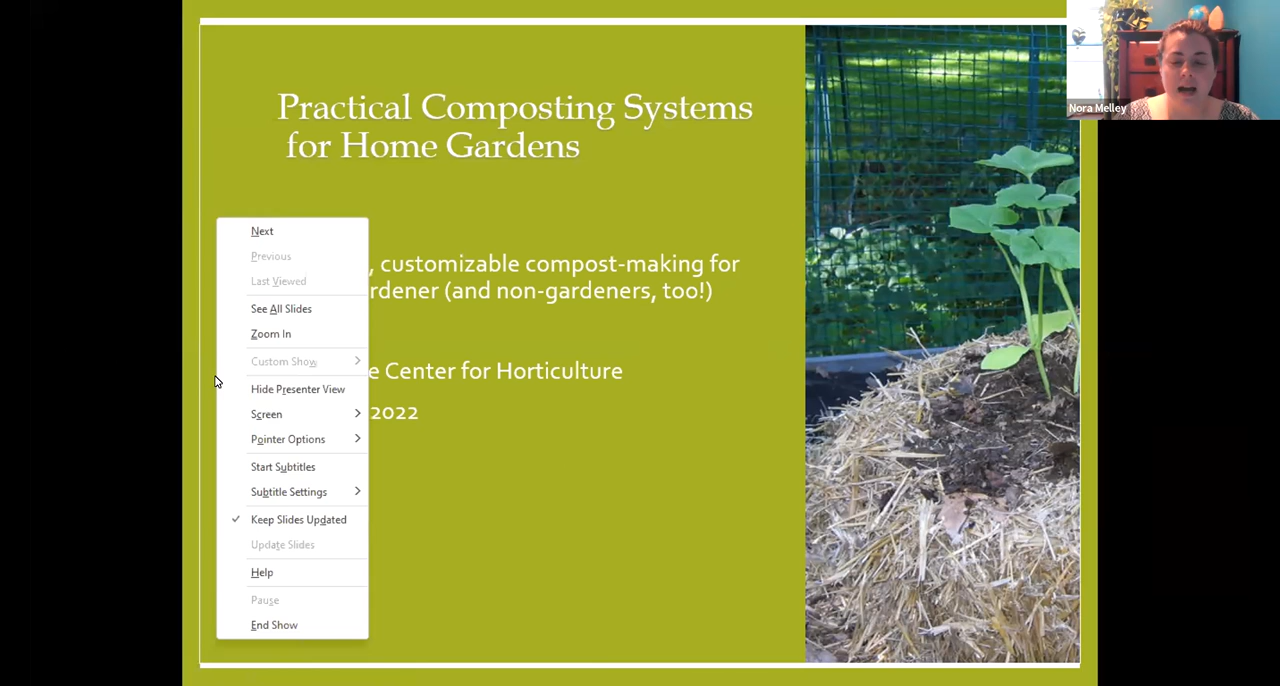 Practical Composting Systems
for Home Gardens
Nora Melley
, customizable compost-making for
rdener (and non-gardeners, too!)
e Center for Horticulture
2022
Next
Previous
Last Viewed
See All Slides
Zoom In
Custom Show
Hide Presenter View
Screen
Pointer Options
Start Subtitles
Subtitle Settings
Keep Slides Updated
Update Slides
Help
Pause
End Show